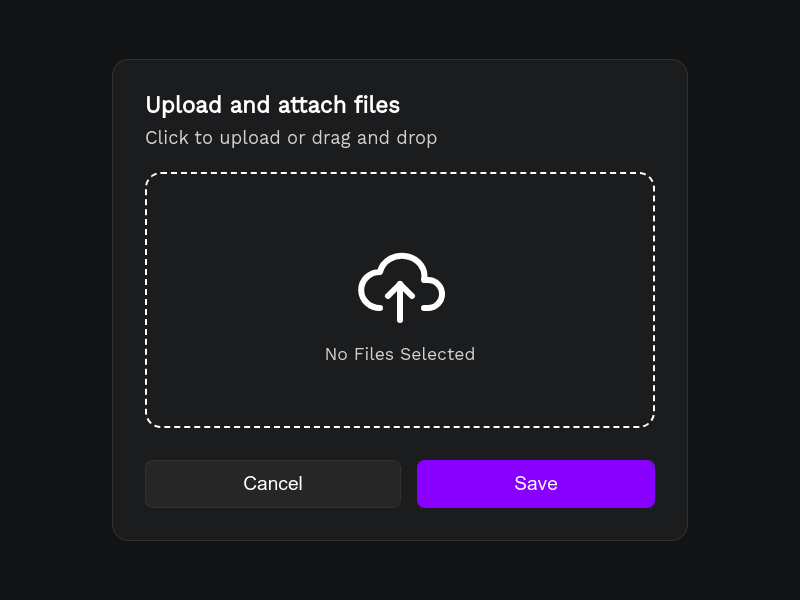 Upload and attach files
Click to upload or drag and drop
No Files Selected
Cancel
Save